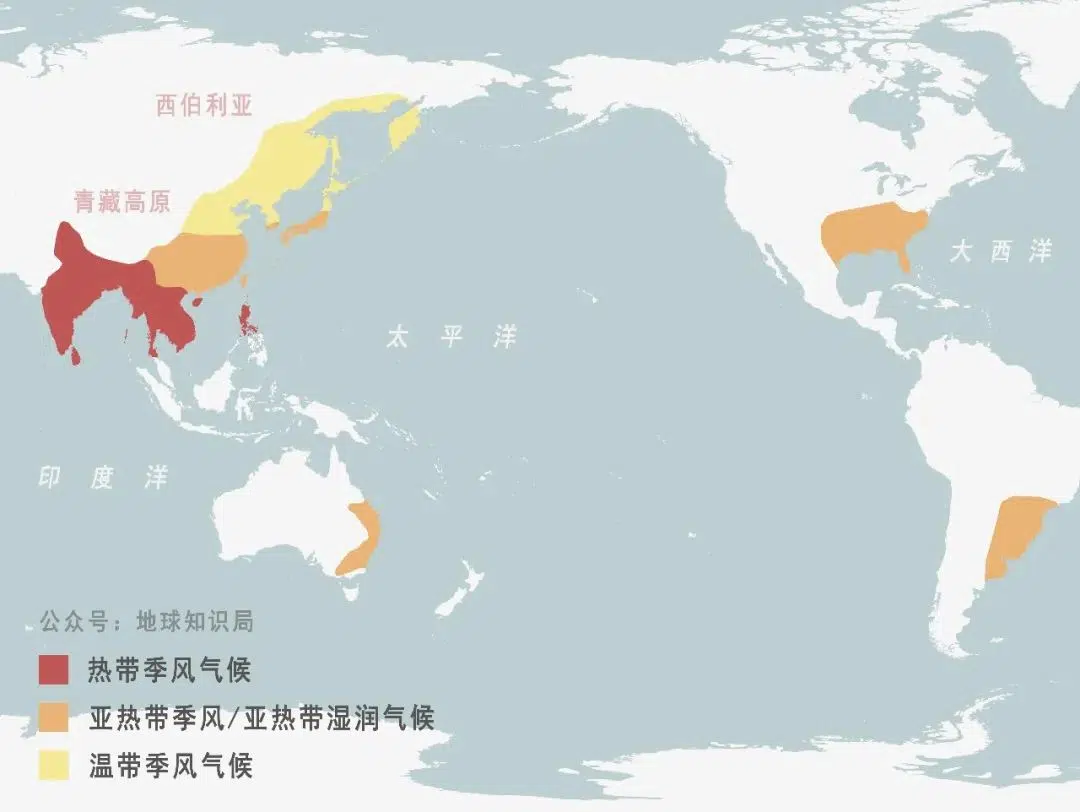 西伯利亚
青藏高原
大西洋
太平洋
印度洋
公众号：地球知识局
热带季风气候
亚热带季风/亚热带湿润气候
温带季风气候